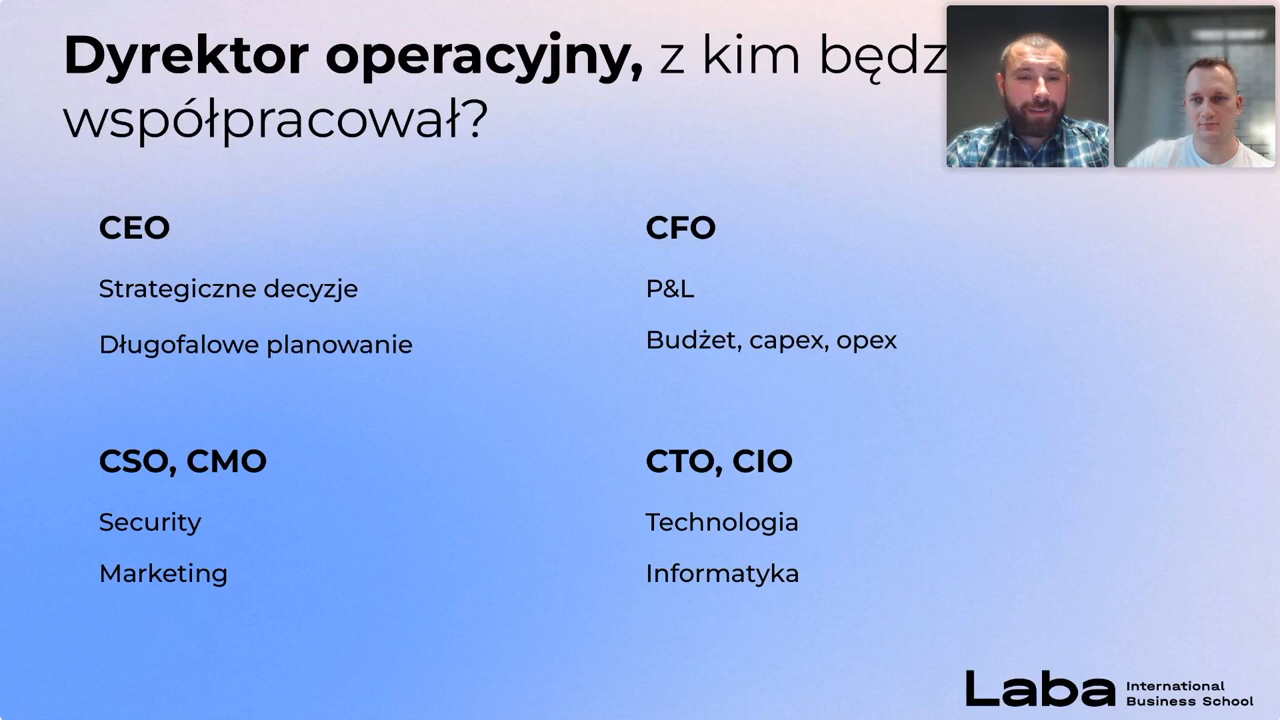 Dyrektor operacyjny, z kim będz
współpracował?
CEO
Strategiczne decyzje
Długofalowe planowanie
CFO
P&L
Budżet, capex, opex
CSO, CMO
Security
Marketing
CTO, CIO
Technologia
Informatyka
Laba International
Business School